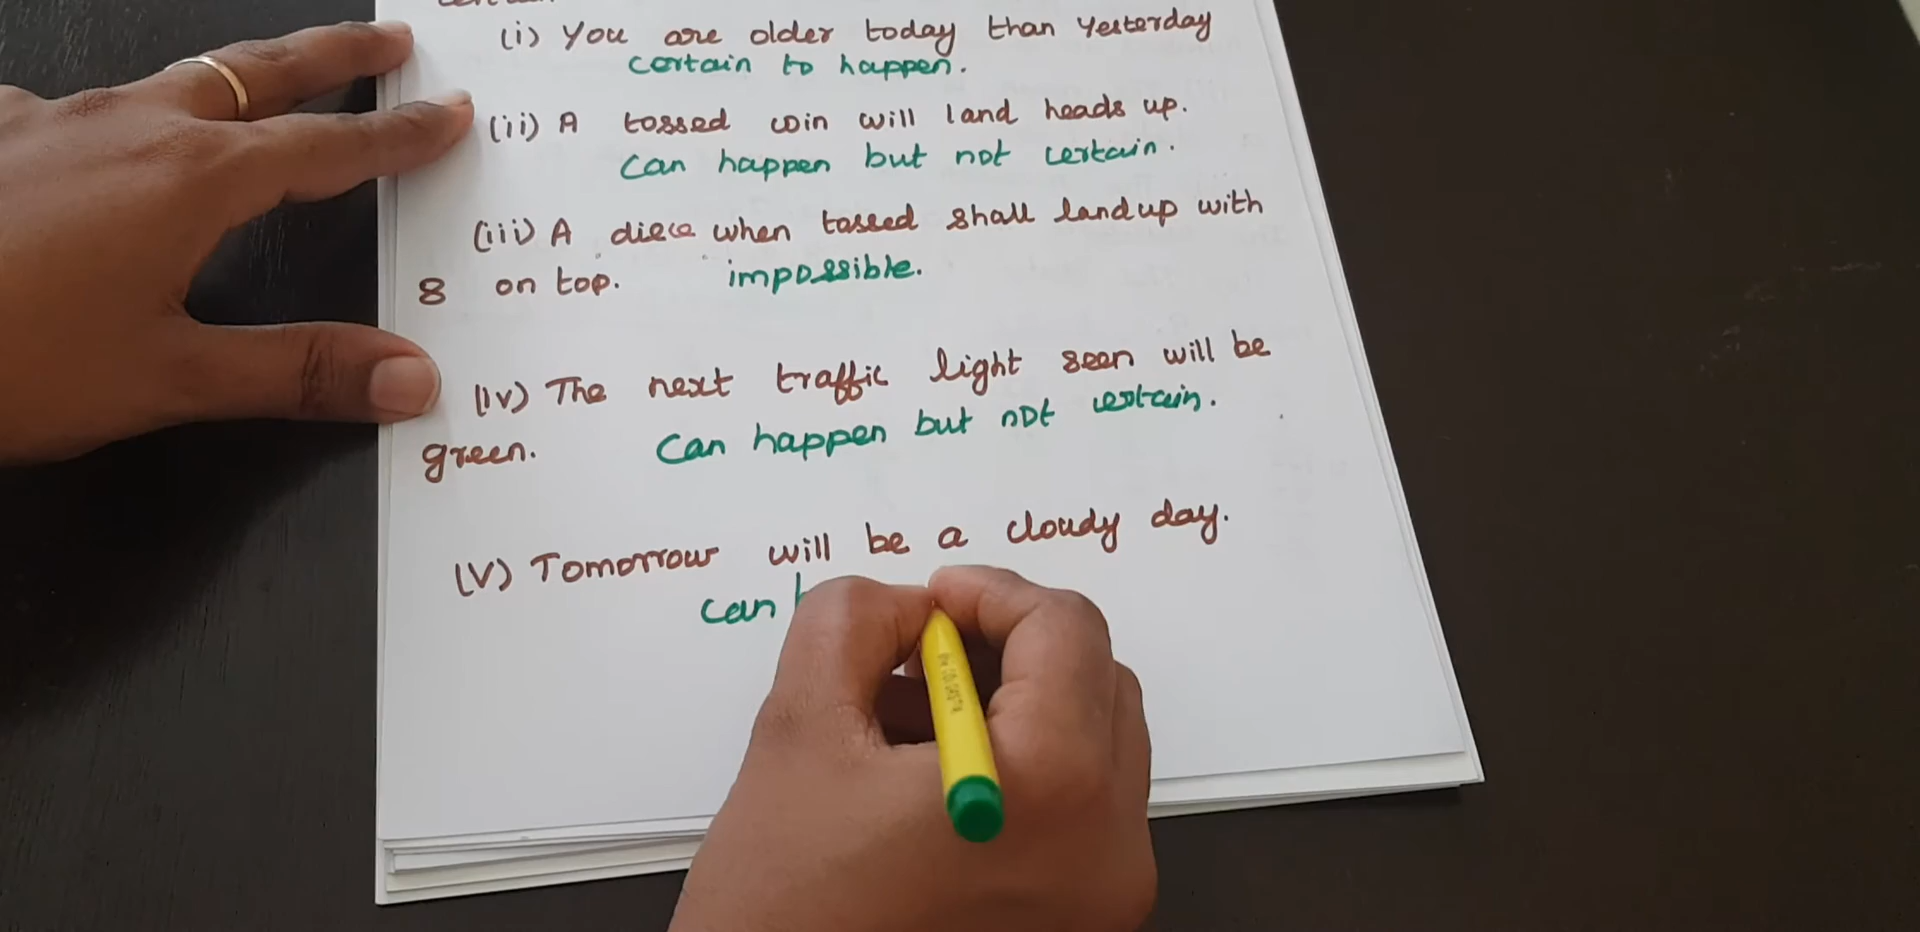 (i) You are older today than yesterday
certain to happen.
(ii) A tossed coin will land heads up.
can happen but not certain.
(iii) A diece when tossed shall land up with
8 on top. impossible.
(iv) The next traffic light seen will be
green. can happen but not certain.
(V) Tomorrow will be a cloudy day.
can